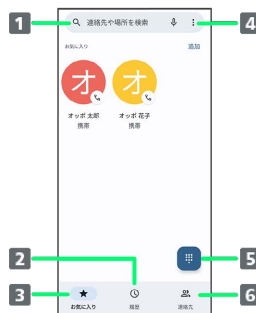 1 連絡先や場所を検索 4
お気に入り 追加
オ オ
オッポ 太郎 オッポ 花子
携帯 携帯
2 5
3 お気に入り 履歴 連絡先 6